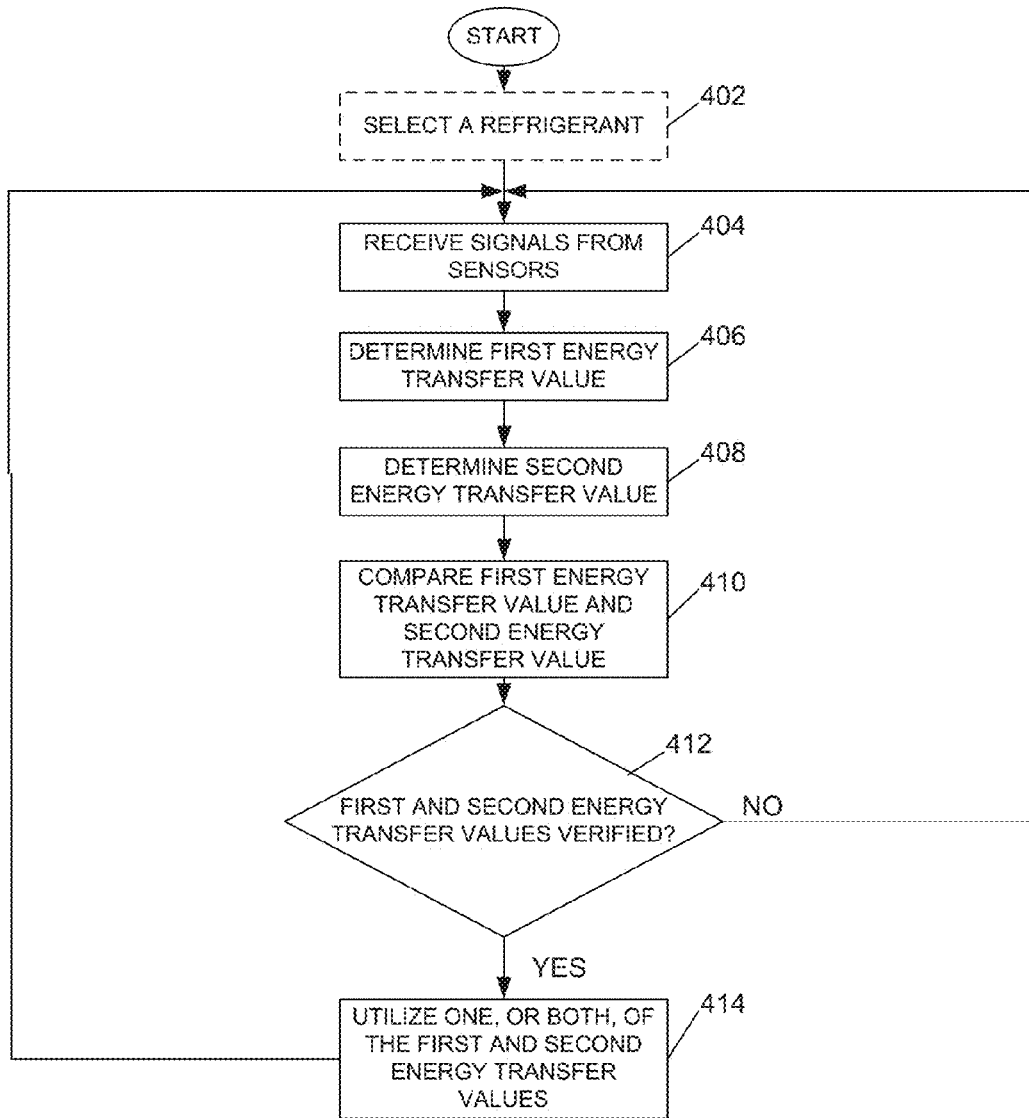 START
402
SELECT A REFRIGERANT
404
RECEIVE SIGNALS FROM
SENSORS
406
DETERMINE FIRST ENERGY
TRANSFER VALUE
408
DETERMINE SECOND
ENERGY TRANSFER VALUE
410
COMPARE FIRST ENERGY
TRANSFER VALUE AND
SECOND ENERGY
TRANSFER VALUE
412
FIRST AND SECOND ENERGY
TRANSFER VALUES VERIFIED?
NO
YES
414
UTILIZE ONE, OR BOTH, OF
THE FIRST AND SECOND
ENERGY TRANSFER
VALUES